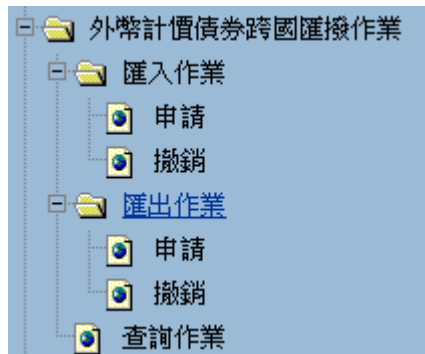 外幣計價債券跨國匯撥作業
匯入作業
申請
撤銷
匯出作業
申請
撤銷
查詢作業